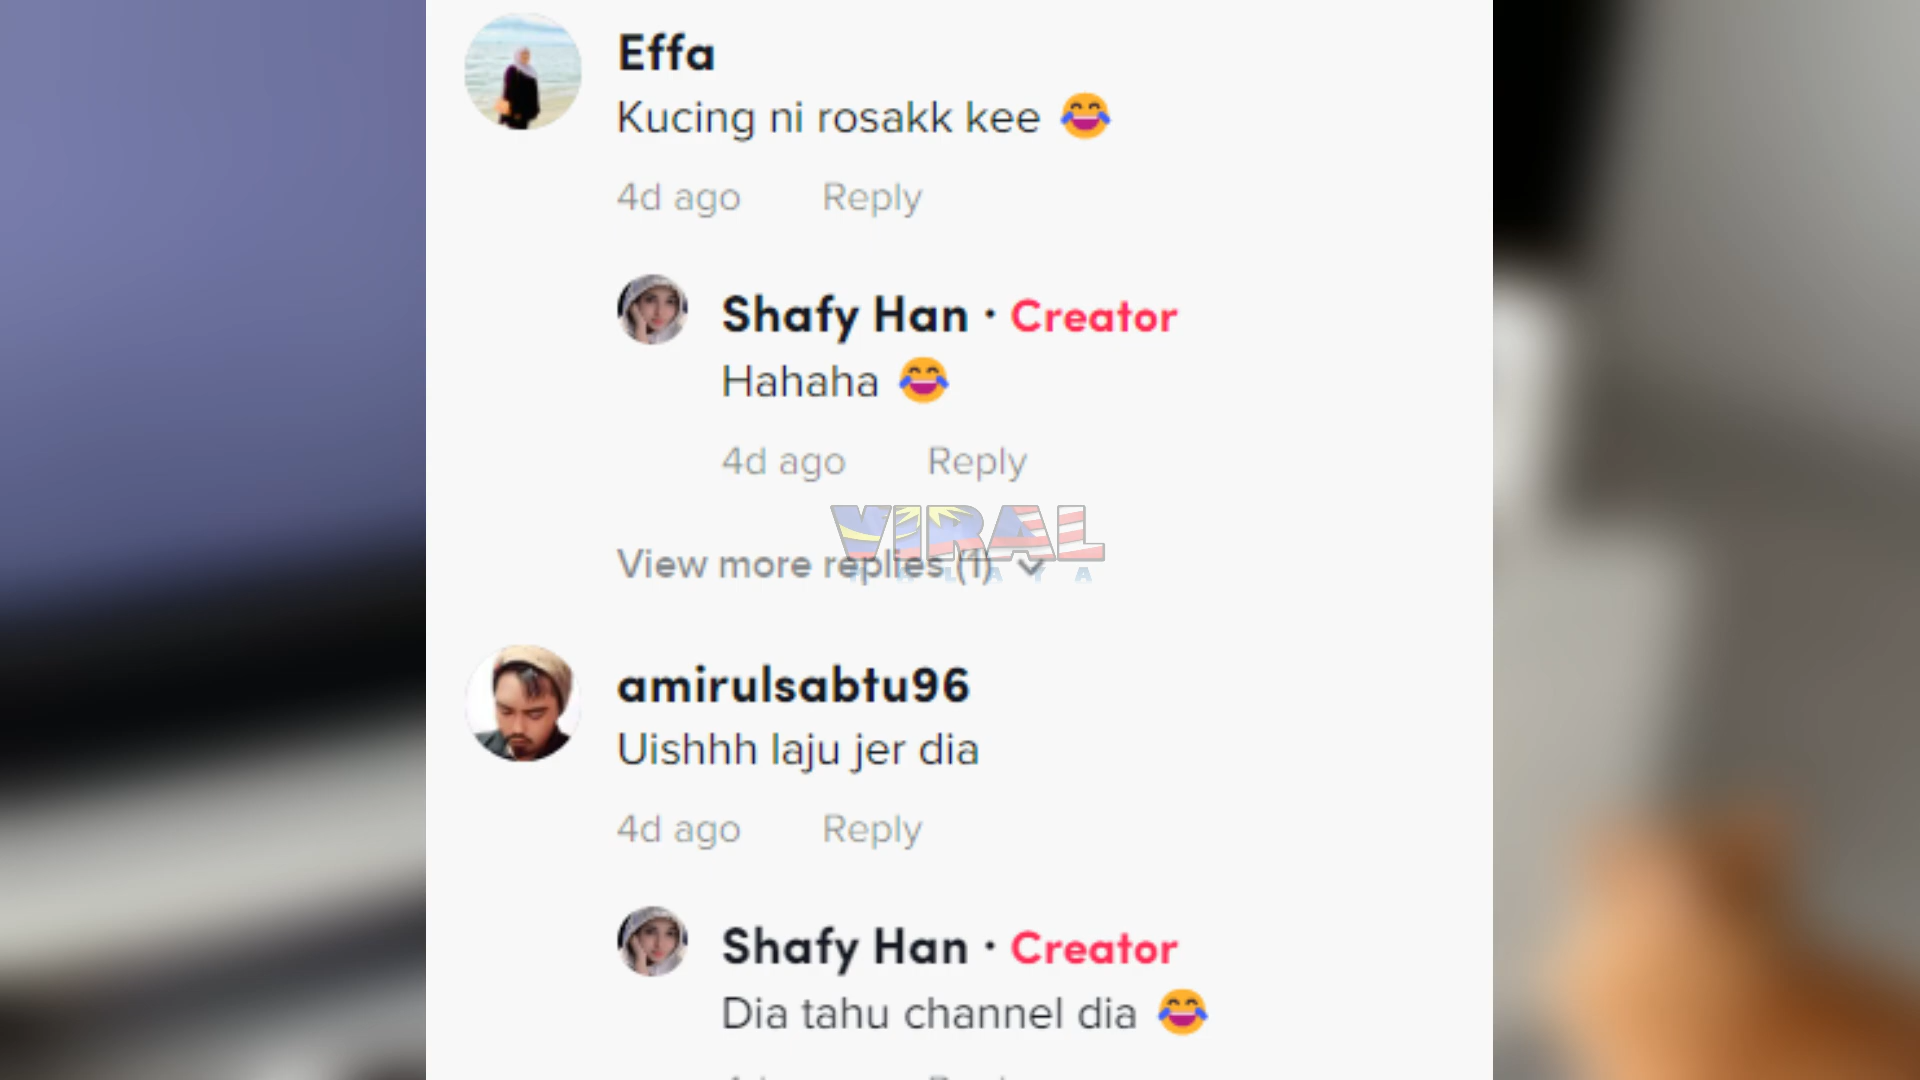 Effa
Kucing ni rosakk kee 😂
4d ago Reply
Shafy Han · Creator
Hahaha 😂
4d ago Reply
VIRAL
MALAYA
View more replies (1)
amirulsabtu96
Uishhh laju jer dia
4d ago Reply
Shafy Han · Creator
Dia tahu channel dia 😂